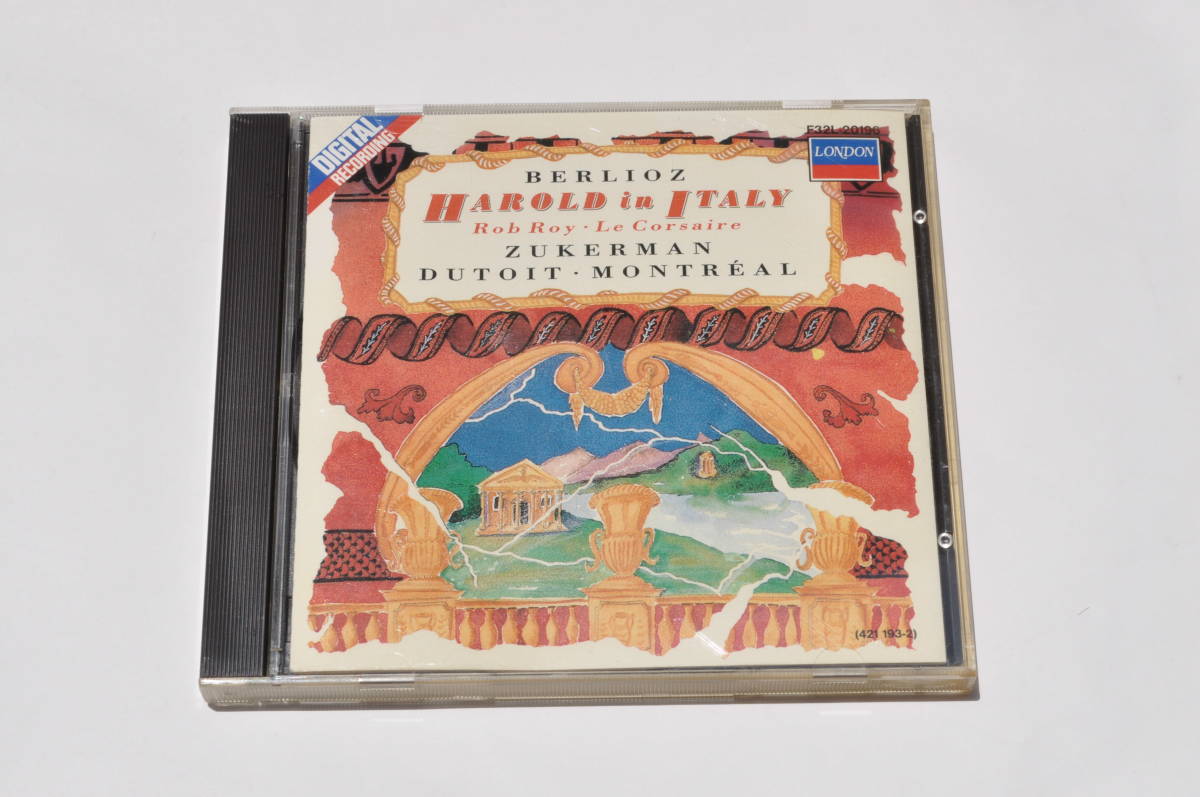 DIGITAL
RECORDING
F32L-20196
LONDON
BERLIOZ
HAROLD in ITALY
Rob Roy · Le Corsaire
ZUKERMAN
DUTOIT · MONTRÉAL
(421 193-2)